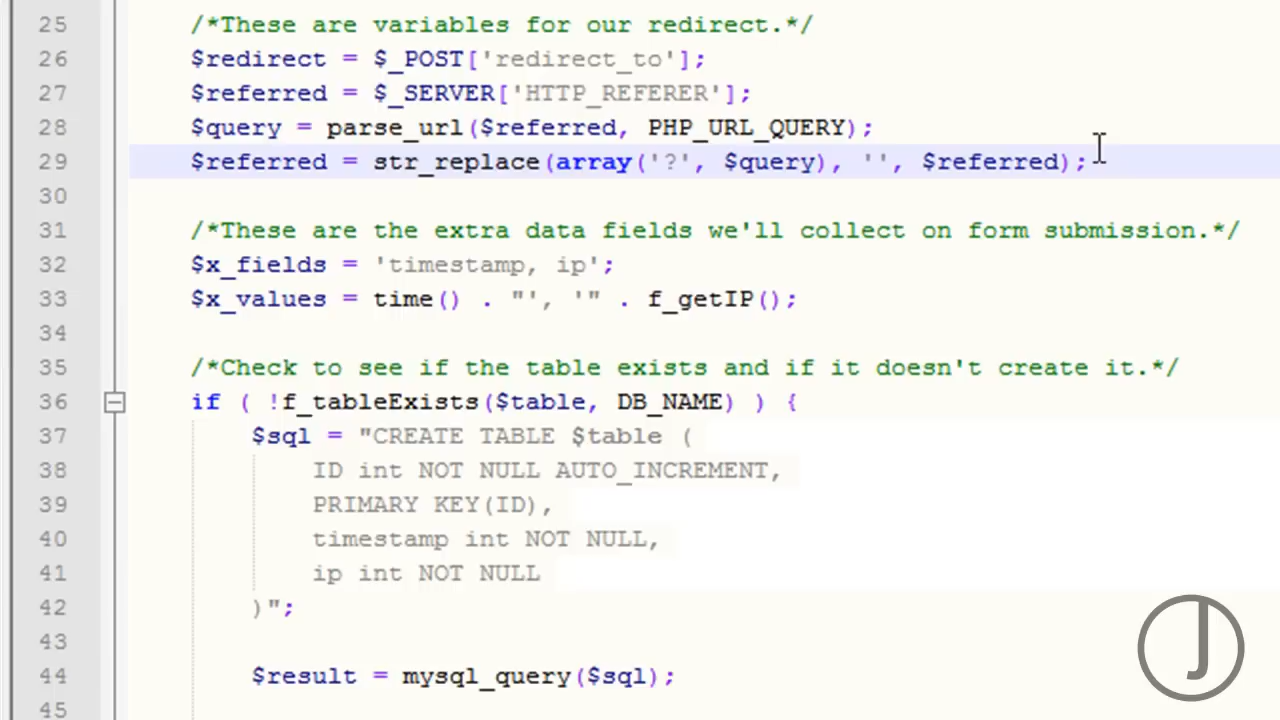 25 /*These are variables for our redirect.*/
26 $redirect = $_POST['redirect_to'];
27 $referred = $_SERVER['HTTP_REFERER'];
28 $query = parse_url($referred, PHP_URL_QUERY);
29 $referred = str_replace(array('?', $query), '', $referred);
30
31 /*These are the extra data fields we'll collect on form submission.*/
32 $x_fields = 'timestamp, ip';
33 $x_values = time() . "', '" . f_getIP();
34
35 /*Check to see if the table exists and if it doesn't create it.*/
36 if ( !f_tableExists($table, DB_NAME) ) {
37 $sql = "CREATE TABLE $table (
38 ID int NOT NULL AUTO_INCREMENT,
39 PRIMARY KEY(ID),
40 timestamp int NOT NULL,
41 ip int NOT NULL
42 )";
43
44 $result = mysql_query($sql);
45
J